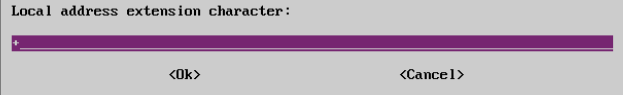 Local address extension character:
+
<Ok> <Cancel>